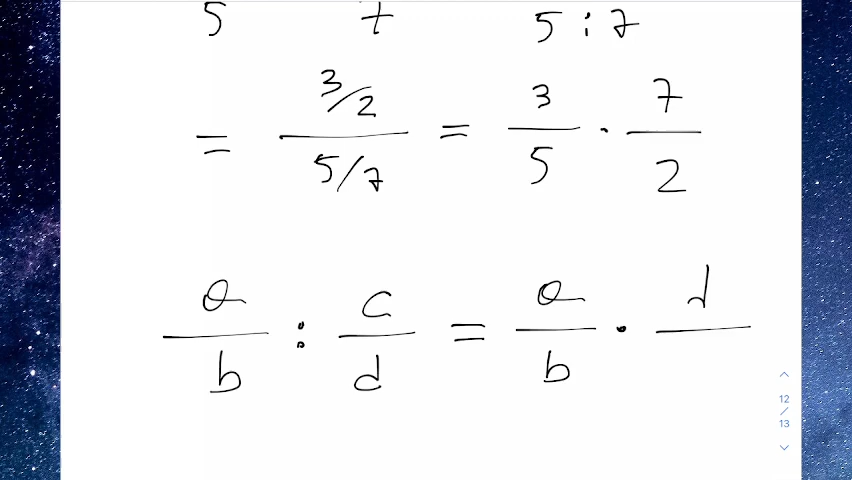 5 7 5 : 7
= 3/2 / 5/7 = 3/5 · 7/2
a/b : c/d = a/b · d/
12
/
13